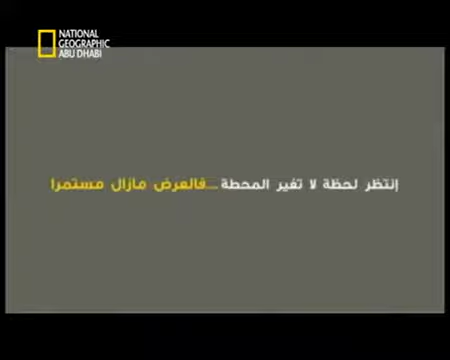 NATIONAL
GEOGRAPHIC
ABU DHABI
إنتظر لحظة لا تغير المحطة ...فالعرض مازال مستمرا